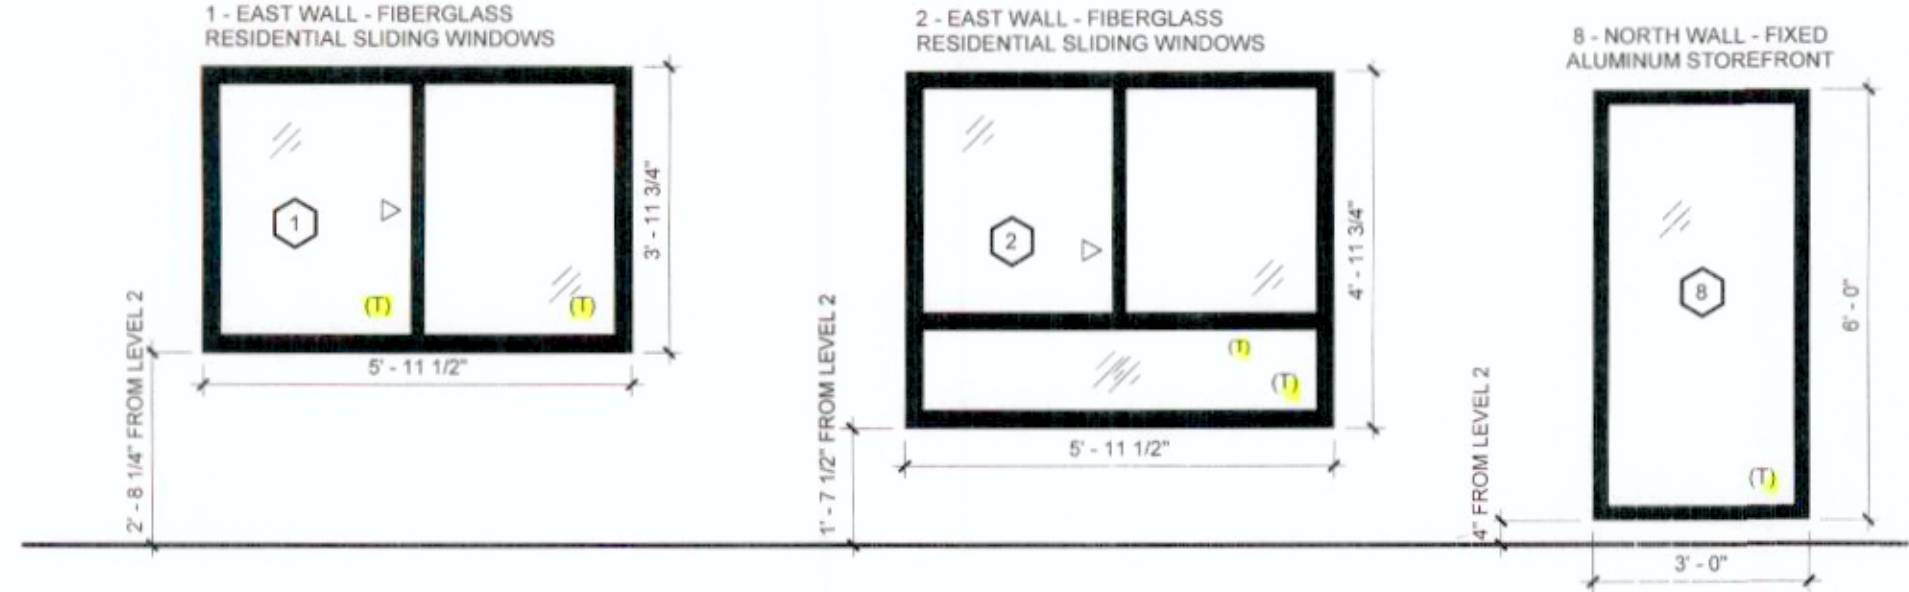 1 - EAST WALL - FIBERGLASS
RESIDENTIAL SLIDING WINDOWS
1
(T)
(T)
3' - 11 3/4"
5' - 11 1/2"
2' - 8 1/4" FROM LEVEL 2
2 - EAST WALL - FIBERGLASS
RESIDENTIAL SLIDING WINDOWS
2
(T)
(T)
4' - 11 3/4"
5' - 11 1/2"
1' - 7 1/2" FROM LEVEL 2
8 - NORTH WALL - FIXED
ALUMINUM STOREFRONT
8
(T)
6' - 0"
3' - 0"
4" FROM LEVEL 2